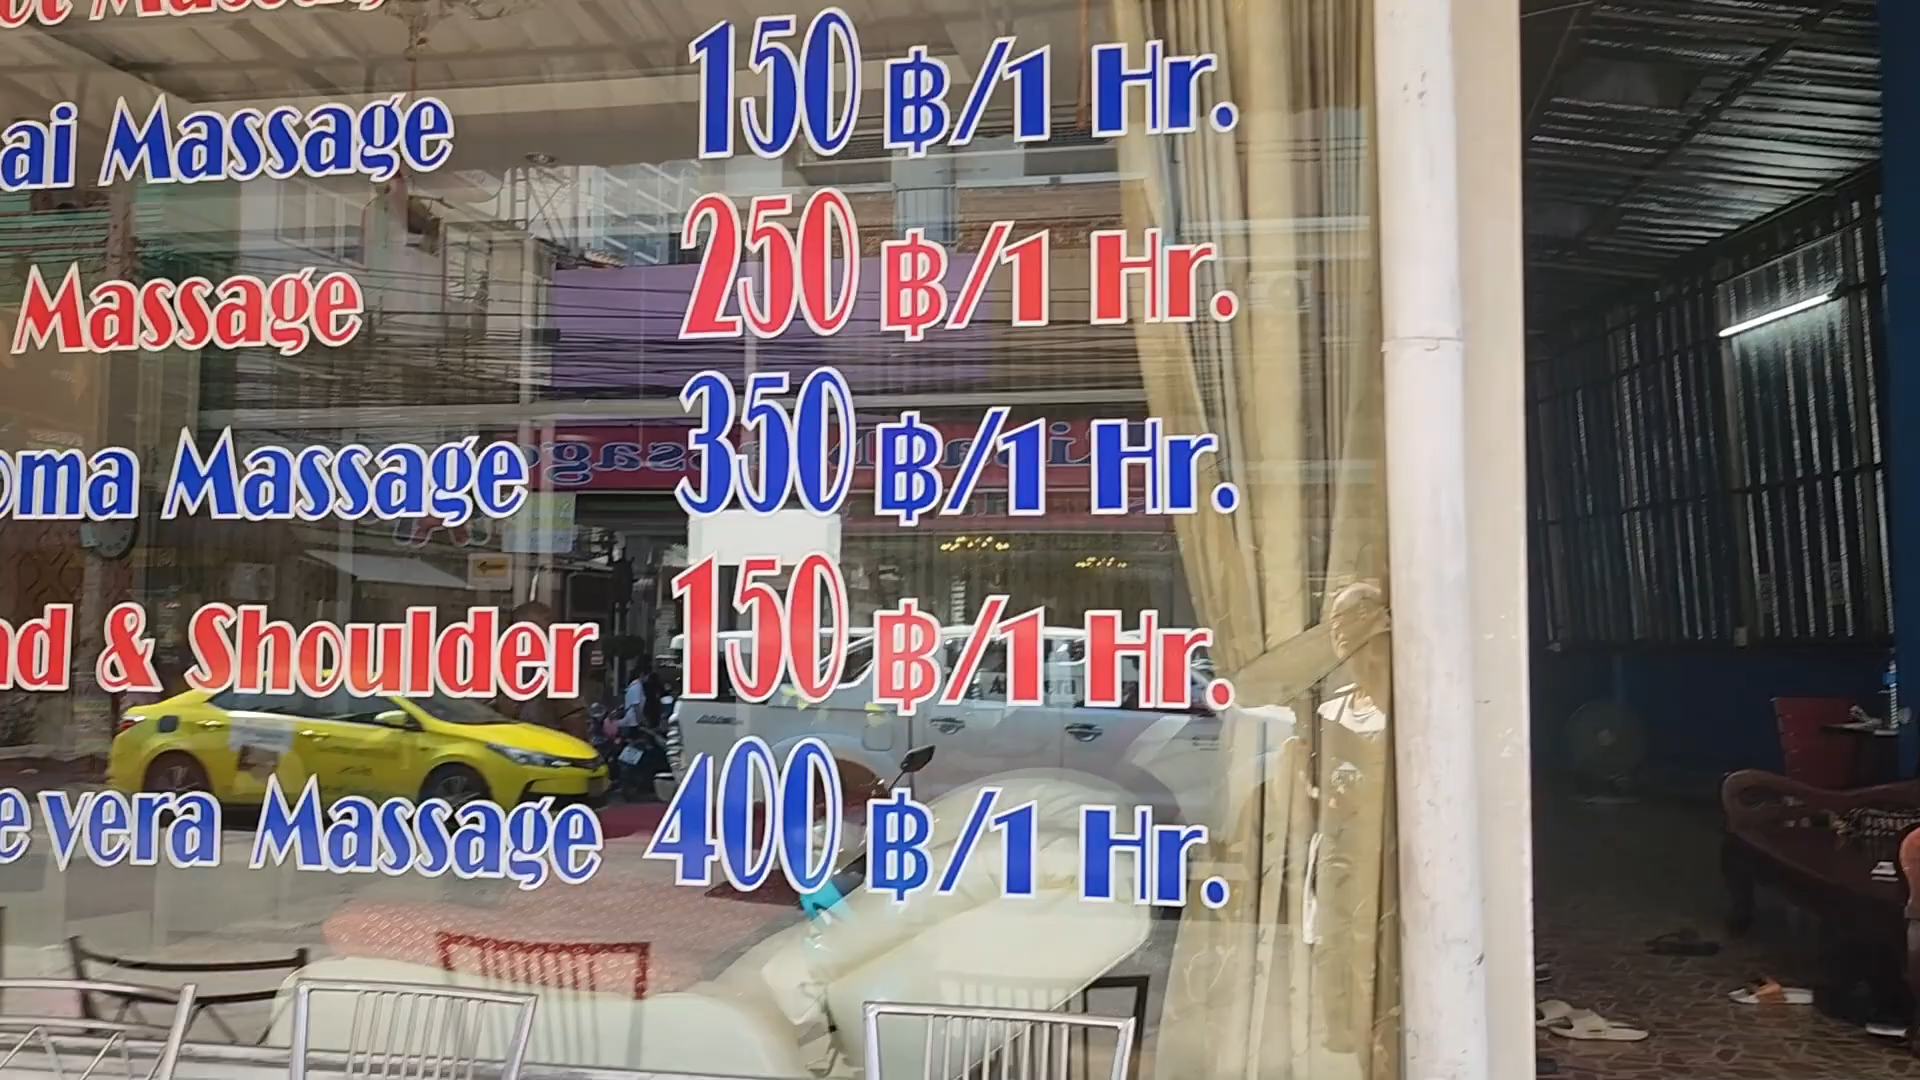 ai Massage 150 ฿/1 Hr.
Massage 250 ฿/1 Hr.
oma Massage 350 ฿/1 Hr.
ad & Shoulder 150 ฿/1 Hr.
e vera Massage 400 ฿/1 Hr.